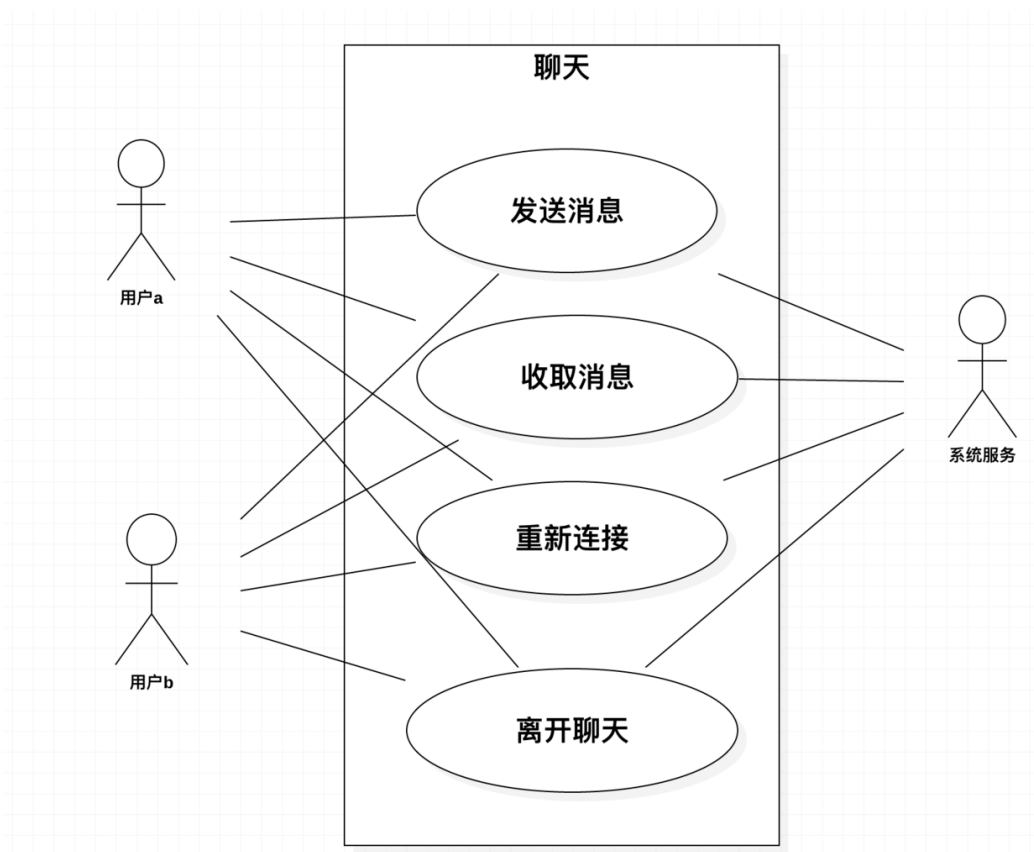 聊天
发送消息
用户a
收取消息
系统服务
重新连接
用户b
离开聊天